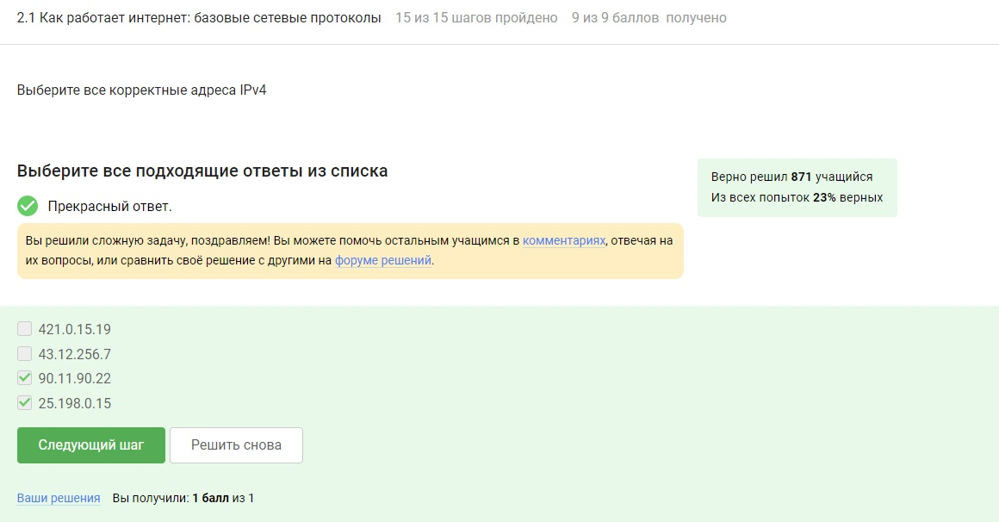 2.1 Как работает интернет: базовые сетевые протоколы 15 из 15 шагов пройдено 9 из 9 баллов получено
Выберите все корректные адреса IPv4
Выберите все подходящие ответы из списка
Верно решил 871 учащийся
Из всех попыток 23% верных
Прекрасный ответ.
Вы решили сложную задачу, поздравляем! Вы можете помочь остальным учащимся в комментариях, отвечая на
их вопросы, или сравнить своё решение с другими на форуме решений.
421.0.15.19
43.12.256.7
90.11.90.22
25.198.0.15
Следующий шаг Решить снова
Ваши решения Вы получили: 1 балл из 1